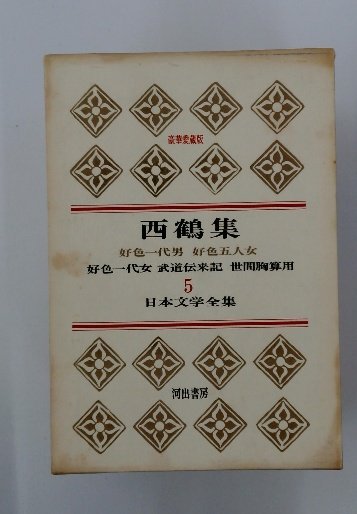 豪華愛蔵版
西鶴集
好色一代男 好色五人女
好色一代女 武道伝来記 世間胸算用
5
日本文学全集
河出書房